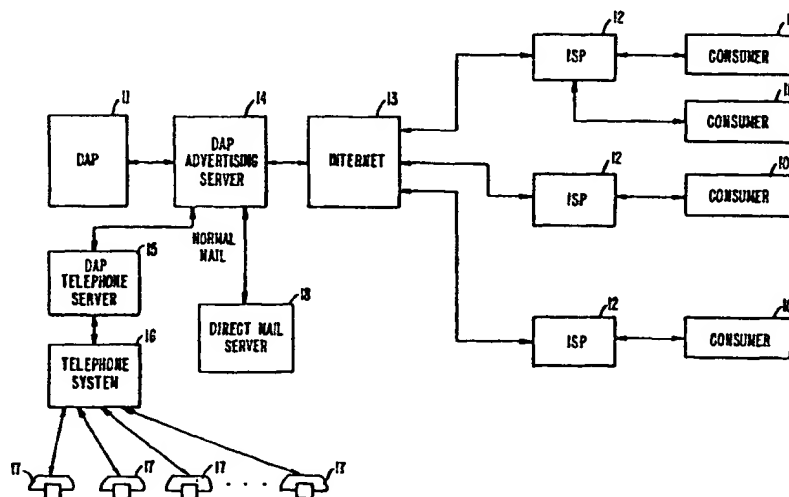 12
ISP
CONSUMER
11
14
13
CONSUMER
DAP
DAP
ADVERTISING
SERVER
INTERNET
12
10
ISP
CONSUMER
NORMAL
MAIL
15
DAP
TELEPHONE
SERVER
18
DIRECT MAIL
SERVER
12
ISP
CONSUMER
16
TELEPHONE
SYSTEM
17
17
17
17